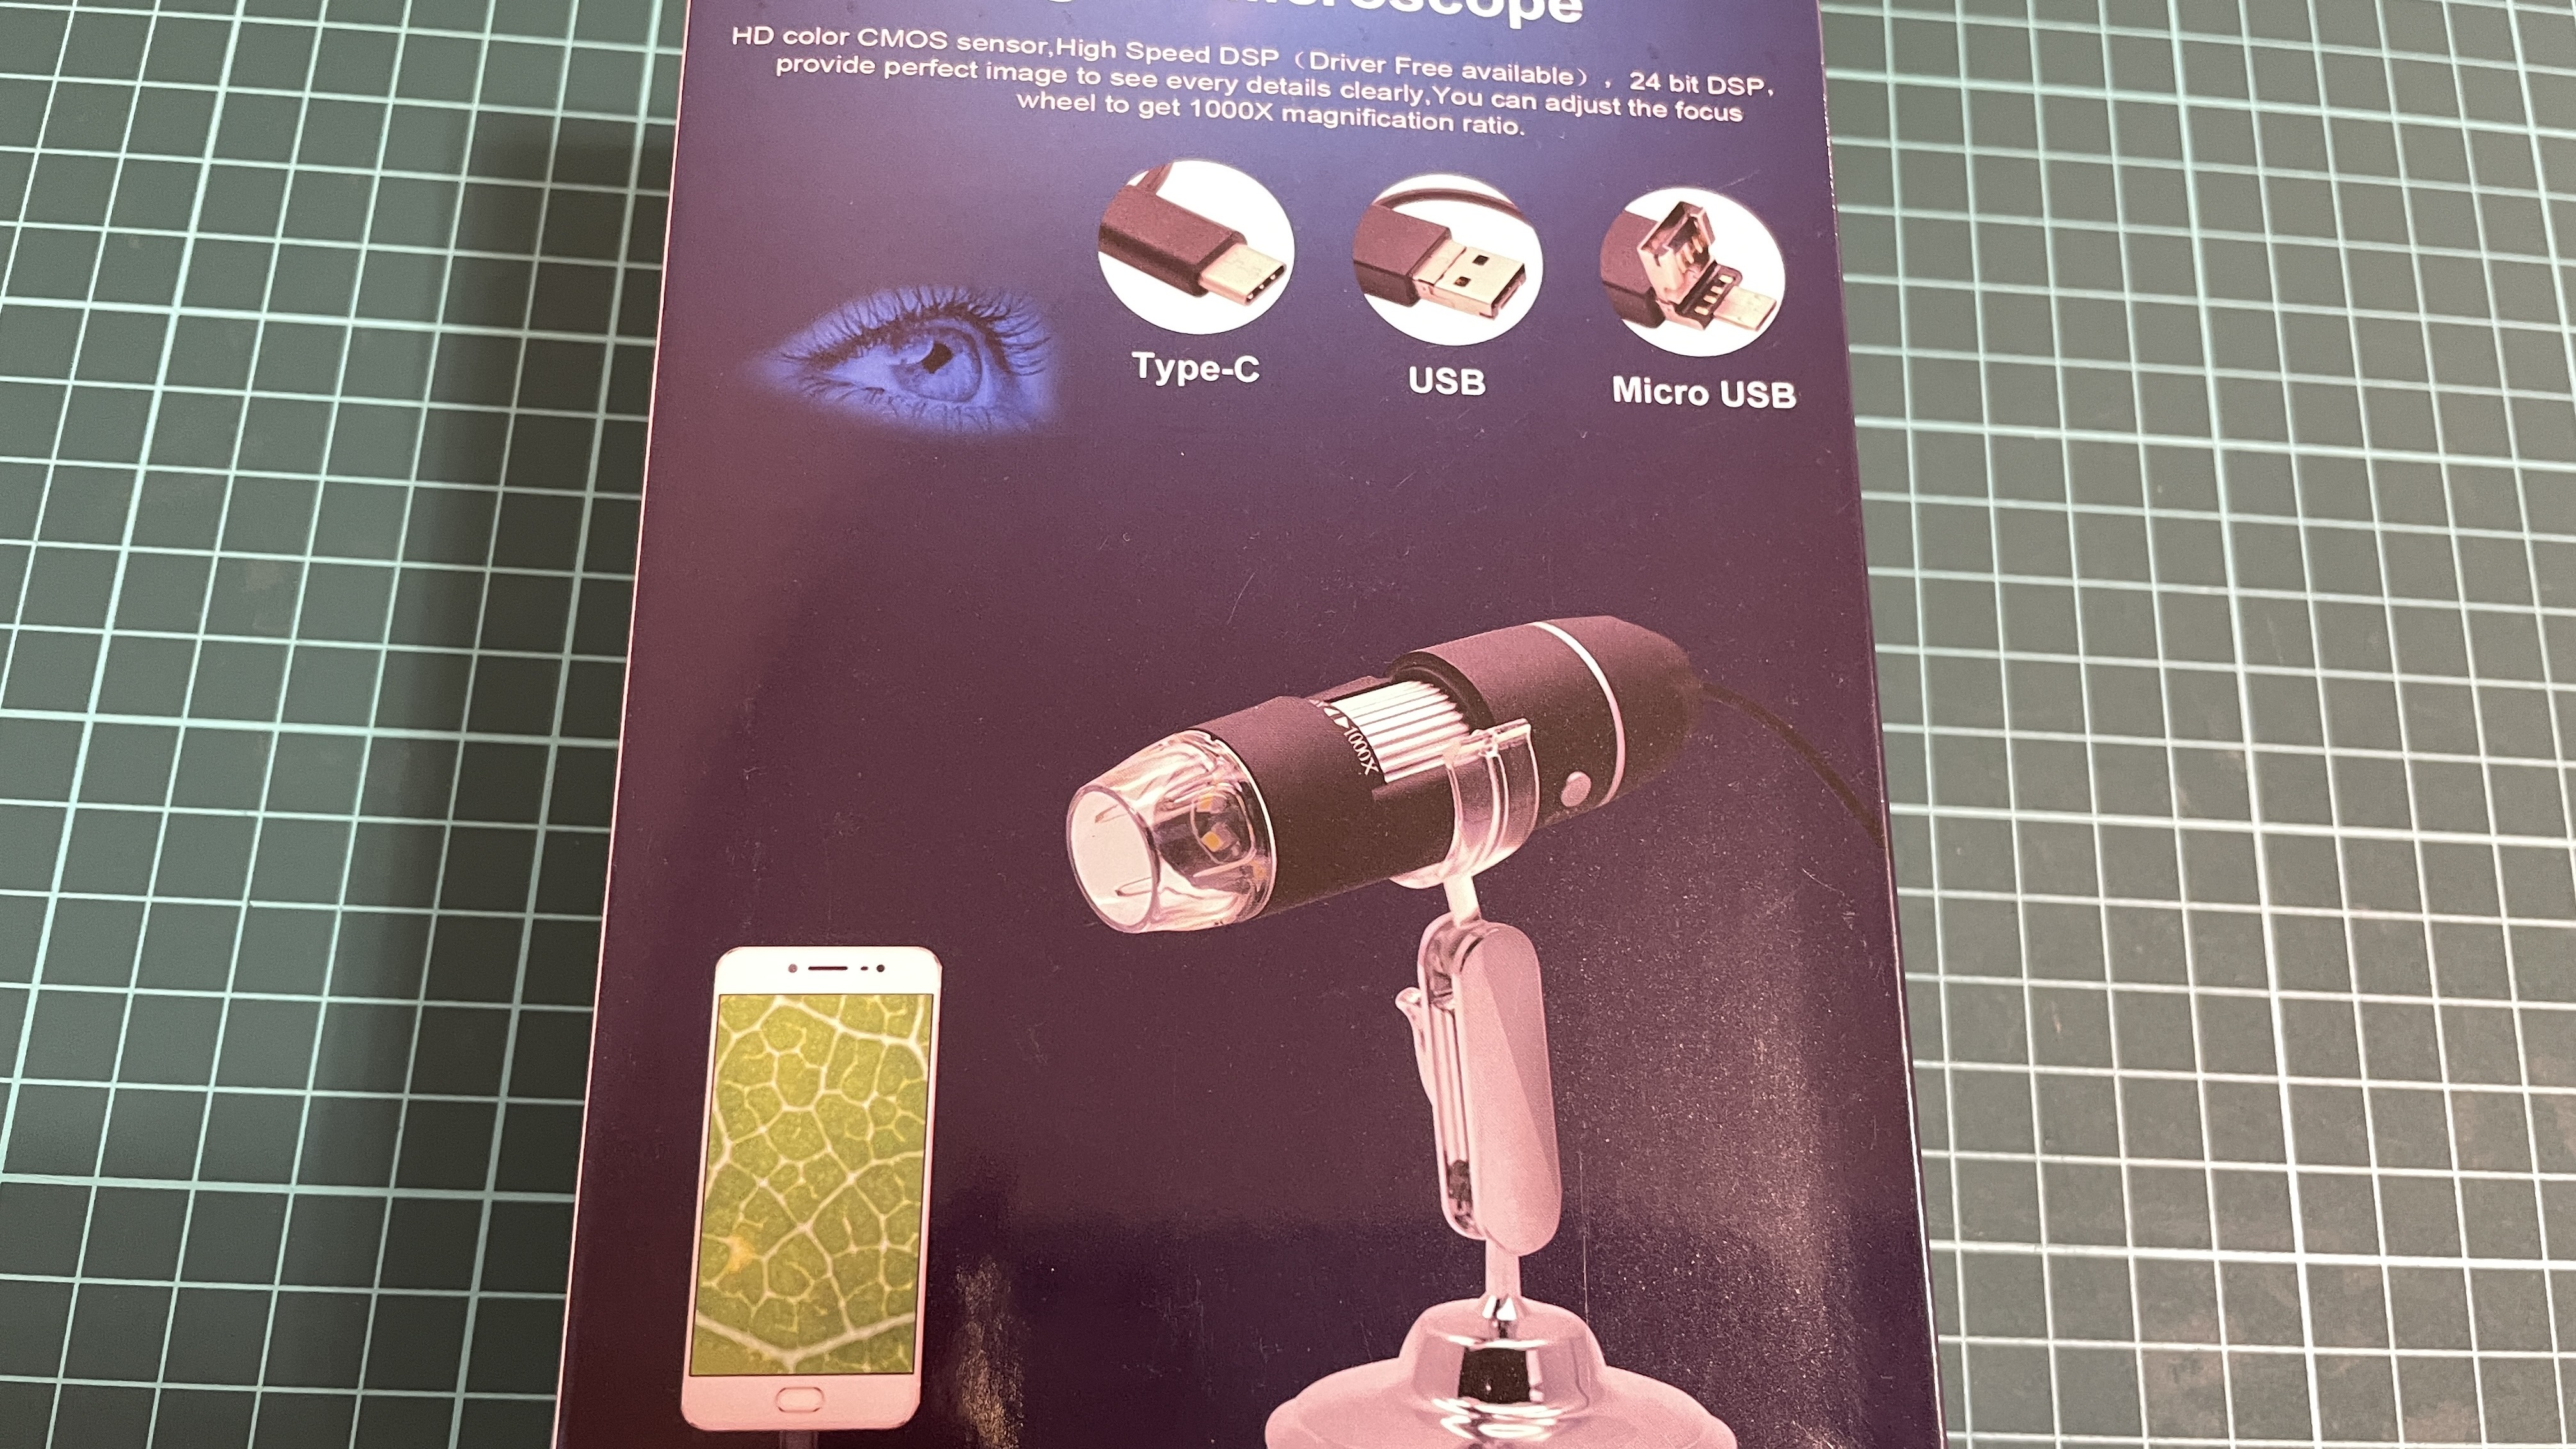 HD color CMOS sensor,High Speed DSP（Driver Free available）, 24 bit DSP,
provide perfect image to see every details clearly,You can adjust the focus
wheel to get 1000X magnification ratio.
Type-C
USB
Micro USB
1000X